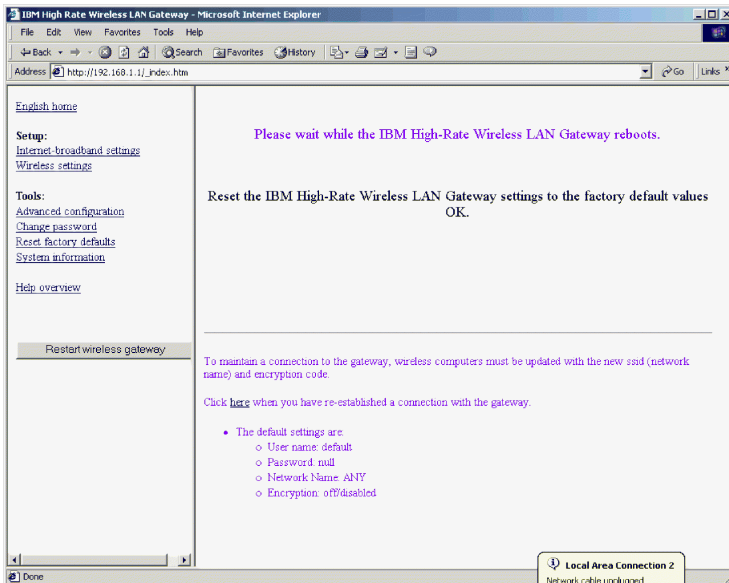 IBM High Rate Wireless LAN Gateway - Microsoft Internet Explorer
File Edit View Favorites Tools Help
Back Search Favorites History
Address http://192.168.1.1/_index.htm Go Links
English home
Setup:
Internet-broadband settings
Wireless settings
Tools:
Advanced configuration
Change password
Reset factory defaults
System information
Help overview
Restart wireless gateway
Please wait while the IBM High-Rate Wireless LAN Gateway reboots.
Reset the IBM High-Rate Wireless LAN Gateway settings to the factory default values
OK.
To maintain a connection to the gateway, wireless computers must be updated with the new ssid (network
name) and encryption code.
Click here when you have re-established a connection with the gateway.
• The default settings are:
o User name: default
o Password: null
o Network Name: ANY
o Encryption: off/disabled
Done
Local Area Connection 2
Network cable unplugged